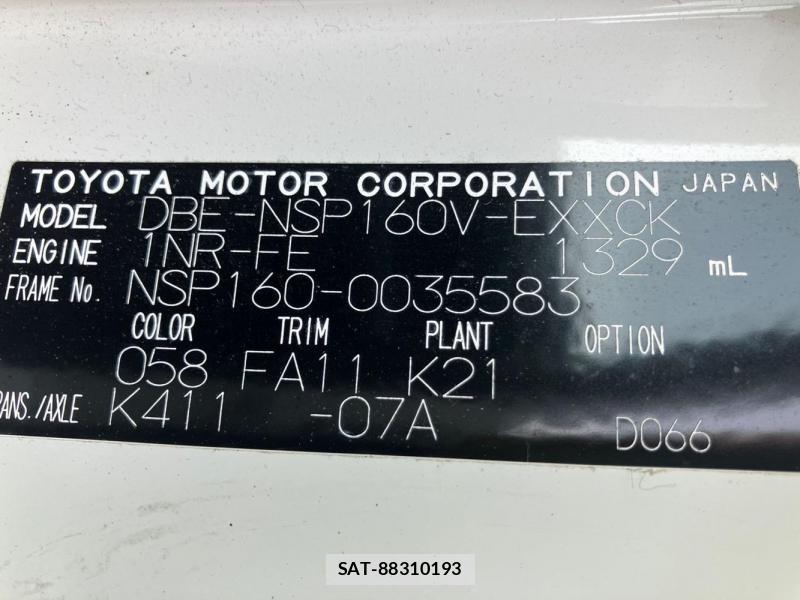 TOYOTA MOTOR CORPORATION JAPAN
MODEL DBE-NSP160V-EXXCK
ENGINE 1NR-FE 1329 mL
FRAME No. NSP160-0035583
COLOR TRIM PLANT OPTION
058 FA11 K21
RANS./AXLE K411 -07A D066
SAT-88310193